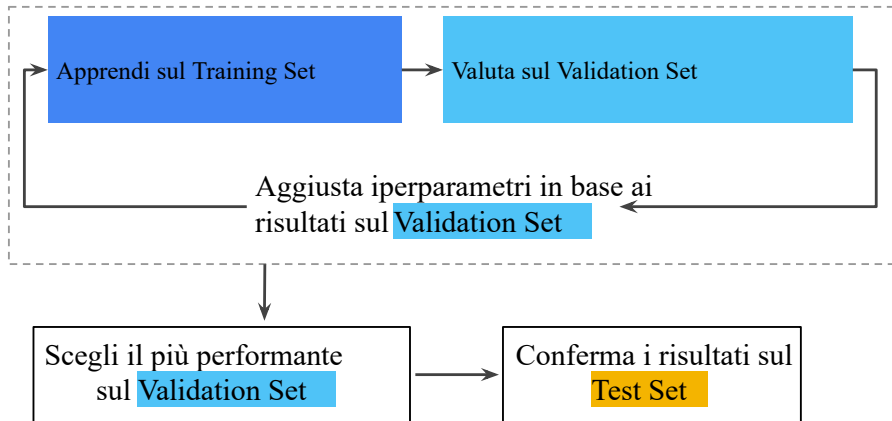 Apprendi sul Training Set
Valuta sul Validation Set
Aggiusta iperparametri in base ai
risultati sul Validation Set
Scegli il più performante
sul Validation Set
Conferma i risultati sul
Test Set